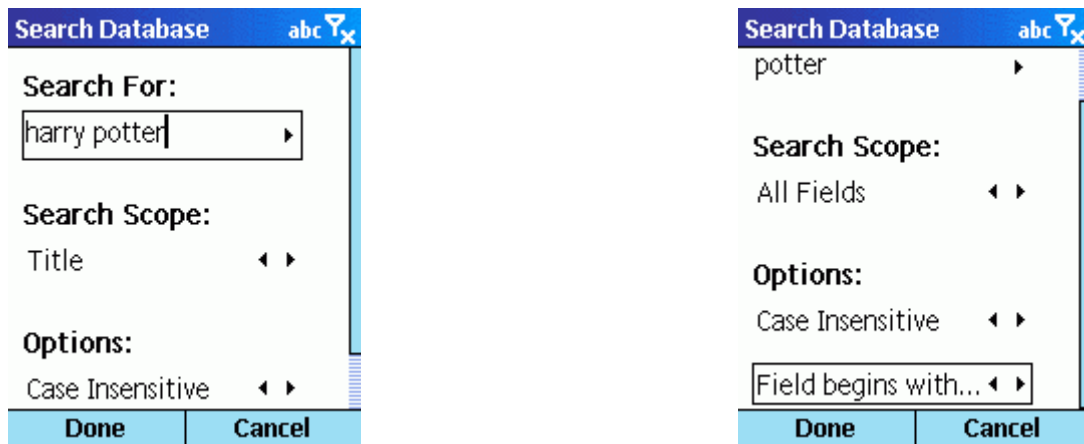 Search Database abc
Search For:
harry potter
Search Scope:
Title
Options:
Case Insensitive
Done Cancel
Search Database abc
potter
Search Scope:
All Fields
Options:
Case Insensitive
Field begins with...
Done Cancel